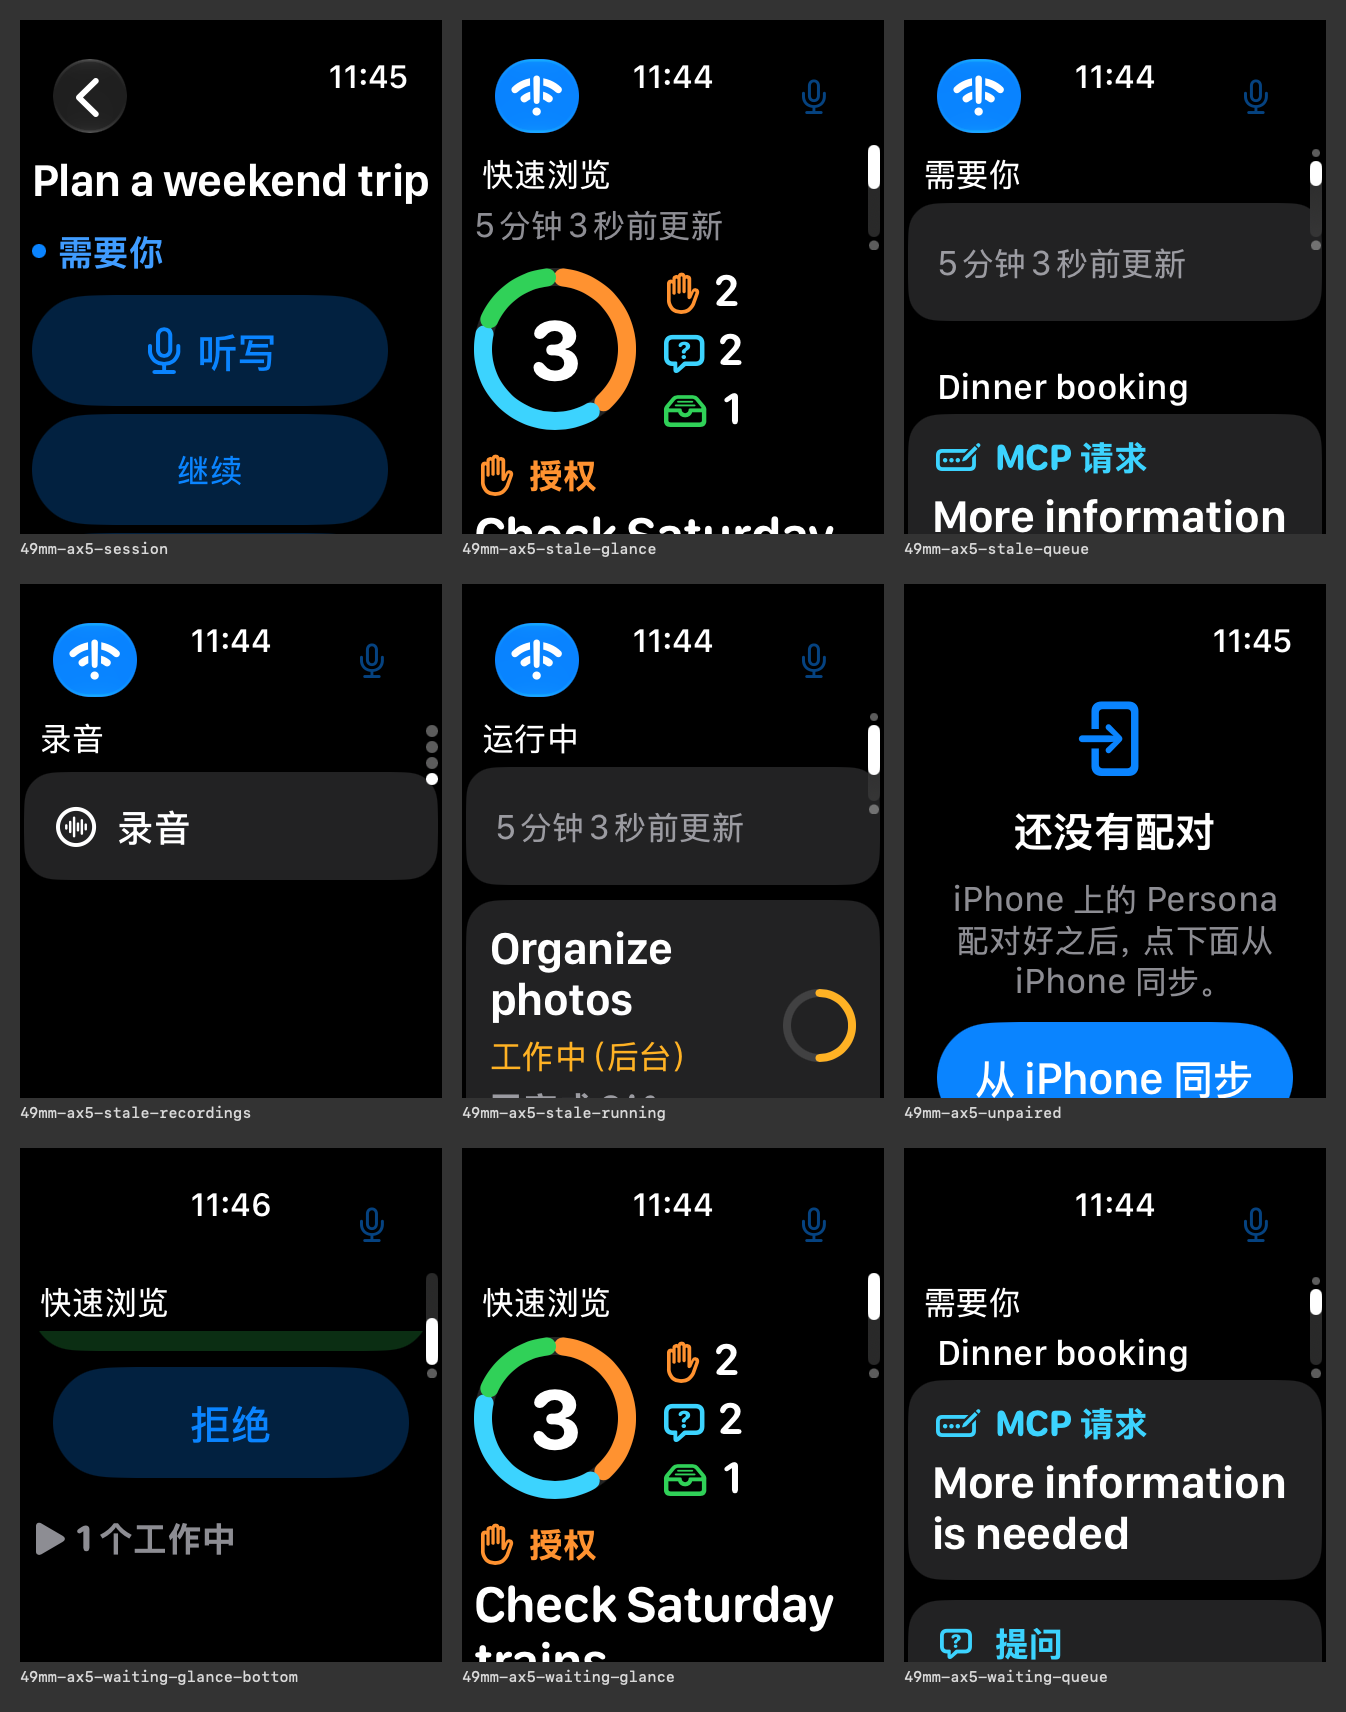 11:45
Plan a weekend trip
需要你
听写
继续
49mm-ax5-session
11:44
快速浏览
5分钟3秒前更新
3
2
2
1
授权
Check Saturday
49mm-ax5-stale-glance
11:44
需要你
5分钟3秒前更新
Dinner booking
MCP 请求
More information
49mm-ax5-stale-queue
11:44
录音
录音
49mm-ax5-stale-recordings
11:44
运行中
5分钟3秒前更新
Organize
photos
工作中（后台）
49mm-ax5-stale-running
11:45
还没有配对
iPhone 上的 Persona
配对好之后，点下面从
iPhone 同步。
从 iPhone 同步
49mm-ax5-unpaired
11:46
快速浏览
拒绝
1个工作中
49mm-ax5-waiting-glance-bottom
11:44
快速浏览
3
2
2
1
授权
Check Saturday
trains
49mm-ax5-waiting-glance
11:44
需要你
Dinner booking
MCP 请求
More information
is needed
提问
49mm-ax5-waiting-queue